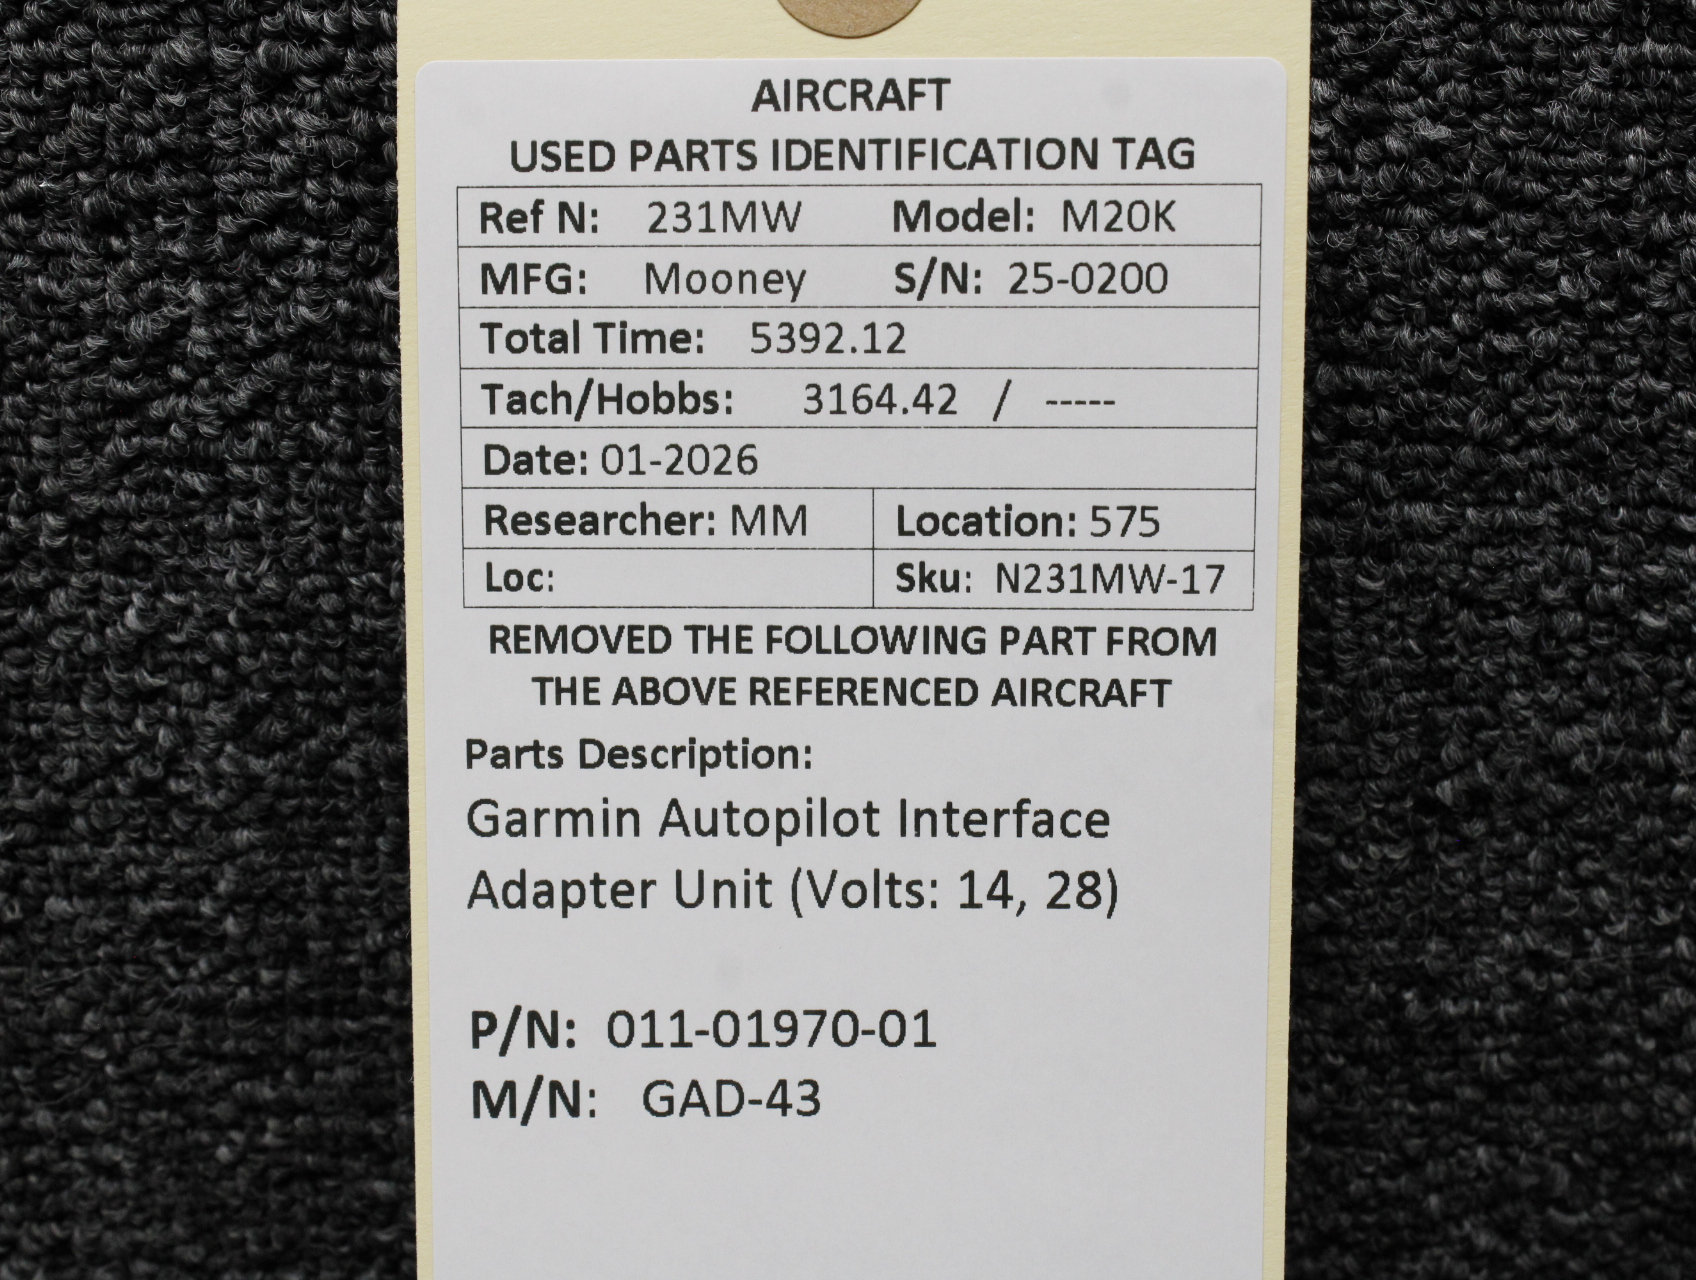 AIRCRAFT
USED PARTS IDENTIFICATION TAG
Ref N: 231MW Model: M20K
MFG: Mooney S/N: 25-0200
Total Time: 5392.12
Tach/Hobbs: 3164.42 / -----
Date: 01-2026
Researcher: MM Location: 575
Loc: Sku: N231MW-17
REMOVED THE FOLLOWING PART FROM
THE ABOVE REFERENCED AIRCRAFT
Parts Description:
Garmin Autopilot Interface
Adapter Unit (Volts: 14, 28)
P/N: 011-01970-01
M/N: GAD-43